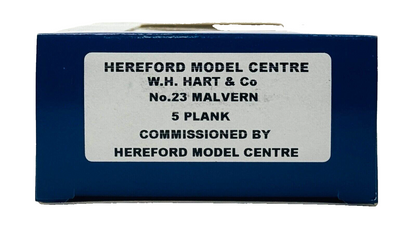 HEREFORD MODEL CENTRE
W.H. HART & Co
No.23 MALVERN
5 PLANK
COMMISSIONED BY
HEREFORD MODEL CENTRE